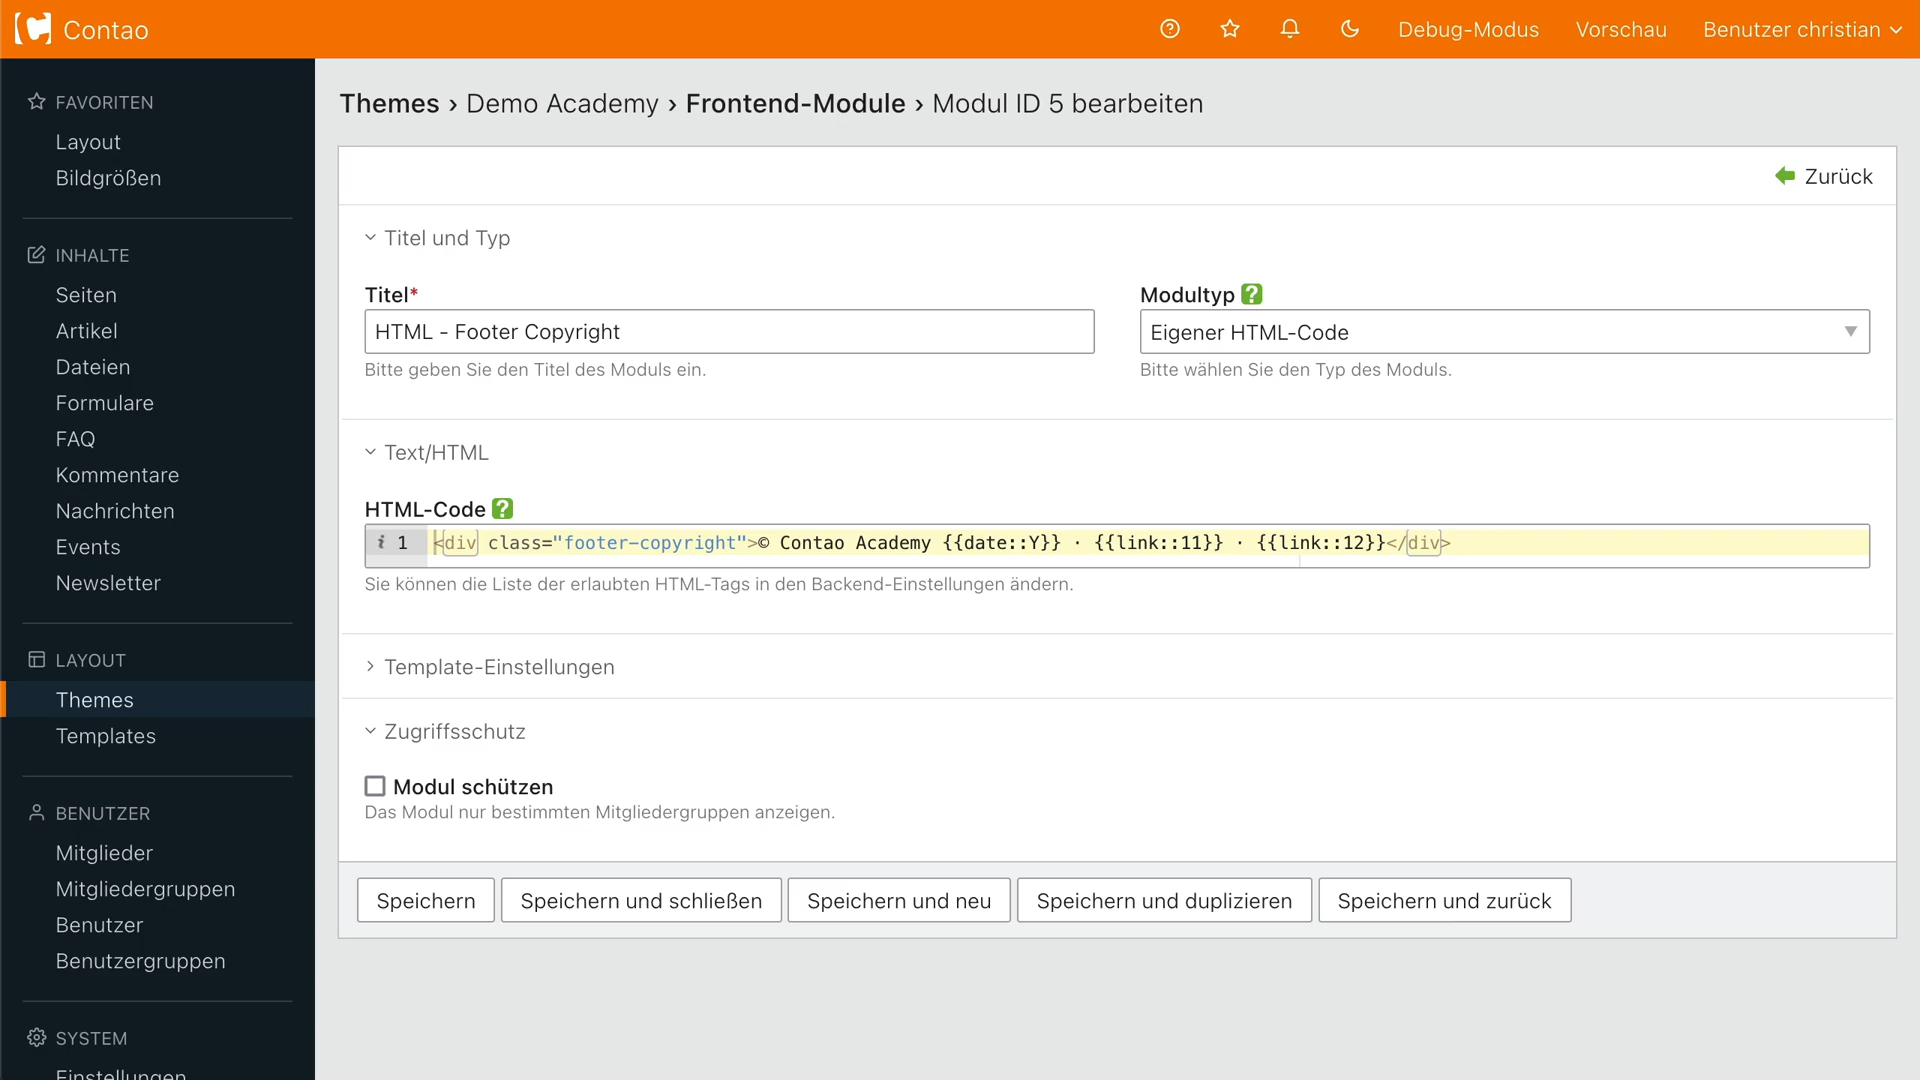 Contao
Debug-Modus
Vorschau
Benutzer christian
FAVORITEN
Layout
Bildgrößen
INHALTE
Seiten
Artikel
Dateien
Formulare
FAQ
Kommentare
Nachrichten
Events
Newsletter
LAYOUT
Themes
Templates
BENUTZER
Mitglieder
Mitgliedergruppen
Benutzer
Benutzergruppen
SYSTEM
Einstellungen
Themes › Demo Academy › Frontend-Module › Modul ID 5 bearbeiten
Zurück
Titel und Typ
Titel*
HTML - Footer Copyright
Bitte geben Sie den Titel des Moduls ein.
Modultyp ?
Eigener HTML-Code
Bitte wählen Sie den Typ des Moduls.
Text/HTML
HTML-Code ?
i 1 <div class="footer-copyright">© Contao Academy {{date::Y}} · {{link::11}} · {{link::12}}</div>
Sie können die Liste der erlaubten HTML-Tags in den Backend-Einstellungen ändern.
Template-Einstellungen
Zugriffsschutz
Modul schützen
Das Modul nur bestimmten Mitgliedergruppen anzeigen.
Speichern
Speichern und schließen
Speichern und neu
Speichern und duplizieren
Speichern und zurück